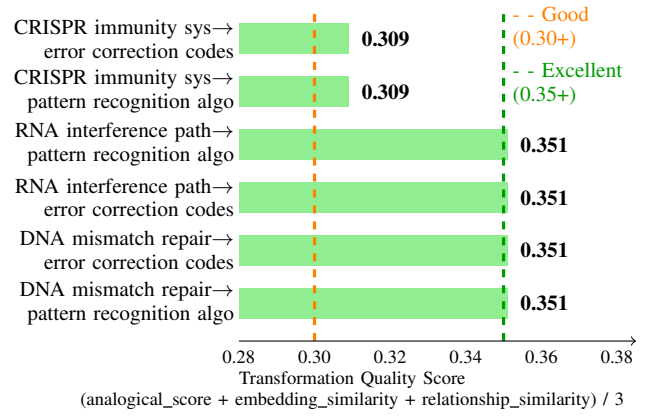 CRISPR immunity sys→
error correction codes
0.309
CRISPR immunity sys→
pattern recognition algo
0.309
RNA interference path→
pattern recognition algo
0.351
RNA interference path→
error correction codes
0.351
DNA mismatch repair→
error correction codes
0.351
DNA mismatch repair→
pattern recognition algo
0.351
- - Good
(0.30+)
- - Excellent
(0.35+)
0.28 0.30 0.32 0.34 0.36 0.38
Transformation Quality Score
(analogical_score + embedding_similarity + relationship_similarity) / 3